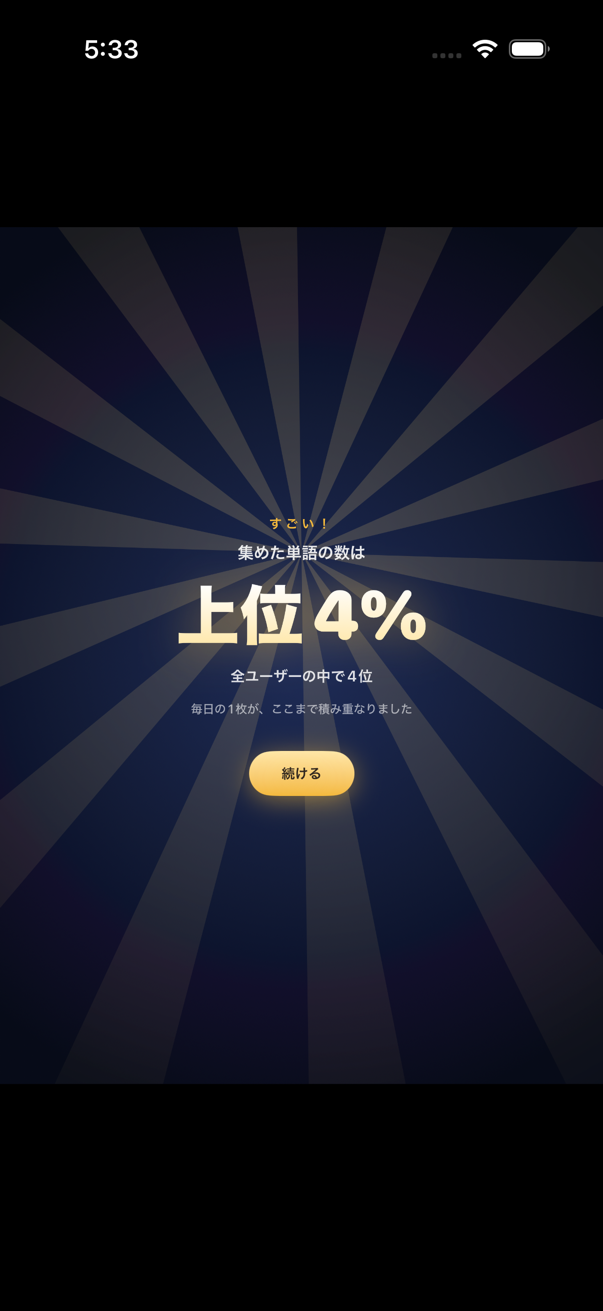 5:33
すごい！
集めた単語の数は
上位4%
全ユーザーの中で4位
毎日の1枚が、ここまで積み重なりました
続ける